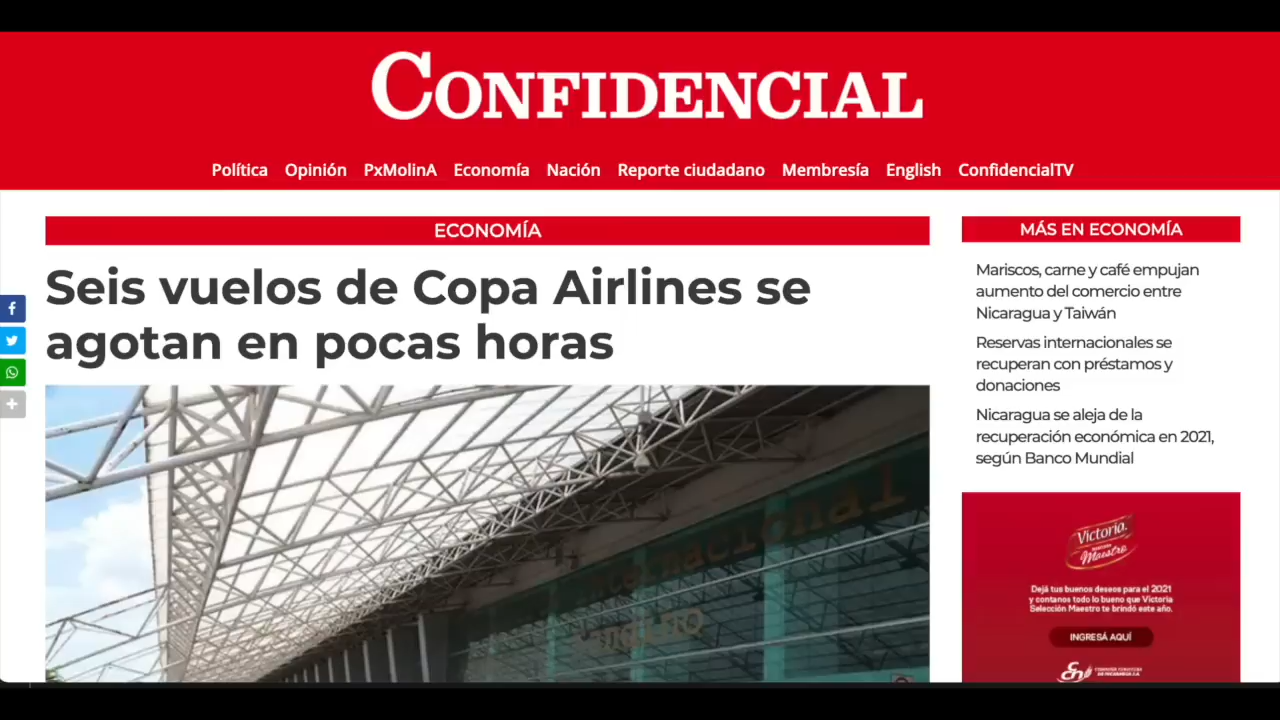 CONFIDENCIAL
Política Opinión PxMolinA Economía Nación Reporte ciudadano Membresía English ConfidencialTV
ECONOMÍA
Seis vuelos de Copa Airlines se
agotan en pocas horas
MÁS EN ECONOMÍA
Mariscos, carne y café empujan
aumento del comercio entre
Nicaragua y Taiwán
Reservas internacionales se
recuperan con préstamos y
donaciones
Nicaragua se aleja de la
recuperación económica en 2021,
según Banco Mundial
Victoria
Maestro
Dejá tus buenos deseos para el 2021
y contanos todo lo bueno que Victoria
Selección Maestro te brindó este año.
INGRESÁ AQUÍ